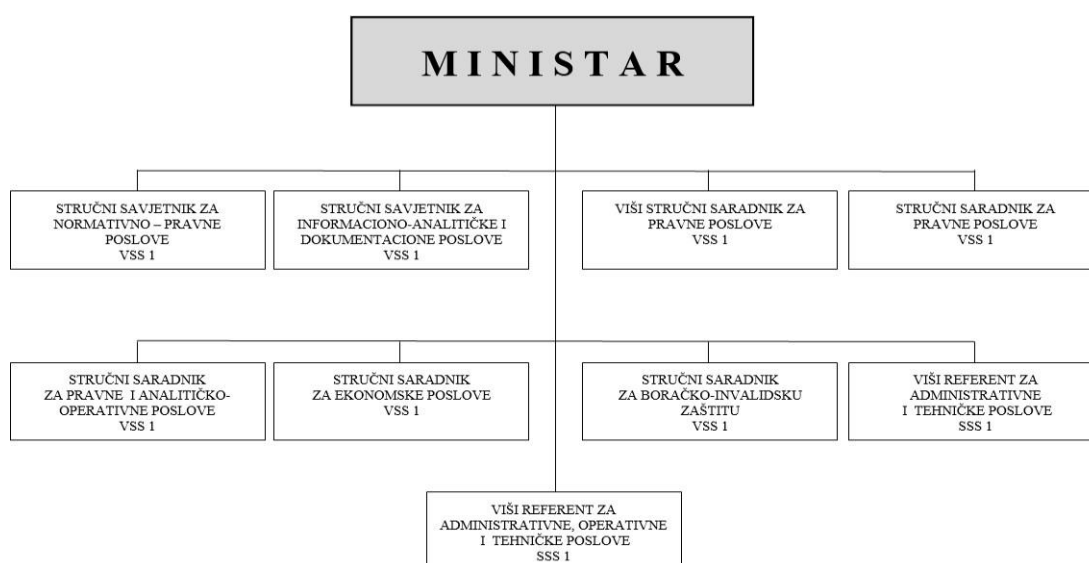 M I N I S T A R
STRUČNI SAVJETNIK ZA
NORMATIVNO – PRAVNE
POSLOVE
VSS 1
STRUČNI SAVJETNIK ZA
INFORMACIONO-ANALITIČKE I
DOKUMENTACIONE POSLOVE
VSS 1
VIŠI STRUČNI SARADNIK ZA
PRAVNE POSLOVE
VSS 1
STRUČNI SARADNIK ZA
PRAVNE POSLOVE
VSS 1
STRUČNI SARADNIK
ZA PRAVNE I ANALITIČKO-
OPERATIVNE POSLOVE
VSS 1
STRUČNI SARADNIK
ZA EKONOMSKE POSLOVE
VSS 1
STRUČNI SARADNIK
ZA BORAČKO-INVALIDSKU
ZAŠTITU
VSS 1
VIŠI REFERENT ZA
ADMINISTRATIVNE
I TEHNIČKE POSLOVE
SSS 1
VIŠI REFERENT ZA
ADMINISTRATIVNE, OPERATIVNE
I TEHNIČKE POSLOVE
SSS 1